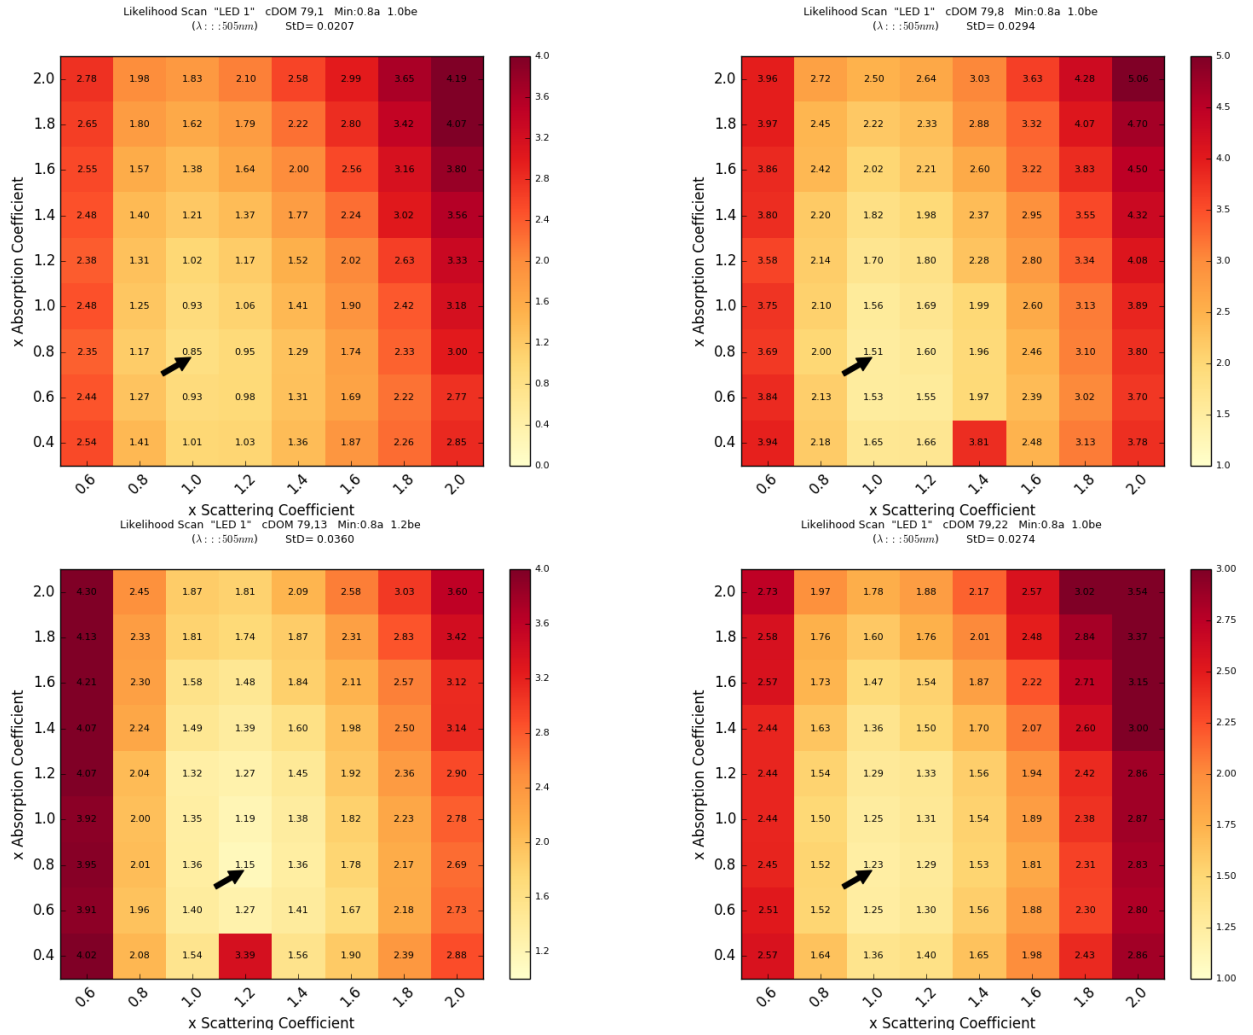 Likelihood Scan "LED 1" cDOM 79,1 Min:0.8a 1.0be
(λ : : :505nm) StD= 0.0207
x Absorption Coefficient
2.0 2.78 1.98 1.83 2.10 2.58 2.99 3.65 4.19
1.8 2.65 1.80 1.62 1.79 2.22 2.80 3.42 4.07
1.6 2.55 1.57 1.38 1.64 2.00 2.56 3.16 3.80
1.4 2.48 1.40 1.21 1.37 1.77 2.24 3.02 3.56
1.2 2.38 1.31 1.02 1.17 1.52 2.02 2.63 3.33
1.0 2.48 1.25 0.93 1.06 1.41 1.90 2.42 3.18
0.8 2.35 1.17 0.85 0.95 1.29 1.74 2.33 3.00
0.6 2.44 1.27 0.93 0.98 1.31 1.69 2.22 2.77
0.4 2.54 1.41 1.01 1.03 1.36 1.87 2.26 2.85
0.6 0.8 1.0 1.2 1.4 1.6 1.8 2.0
x Scattering Coefficient
4.0
3.6
3.2
2.8
2.4
2.0
1.6
1.2
0.8
0.4
0.0
Likelihood Scan "LED 1" cDOM 79,8 Min:0.8a 1.0be
(λ : : :505nm) StD= 0.0294
x Absorption Coefficient
2.0 3.96 2.72 2.50 2.64 3.03 3.63 4.28 5.06
1.8 3.97 2.45 2.22 2.33 2.88 3.32 4.07 4.70
1.6 3.86 2.42 2.02 2.21 2.60 3.22 3.83 4.50
1.4 3.80 2.20 1.82 1.98 2.37 2.95 3.55 4.32
1.2 3.58 2.14 1.70 1.80 2.28 2.80 3.34 4.08
1.0 3.75 2.10 1.56 1.69 1.99 2.60 3.13 3.89
0.8 3.69 2.00 1.51 1.60 1.96 2.46 3.10 3.80
0.6 3.84 2.13 1.53 1.55 1.97 2.39 3.02 3.70
0.4 3.94 2.18 1.65 1.66 3.81 2.48 3.13 3.78
0.6 0.8 1.0 1.2 1.4 1.6 1.8 2.0
x Scattering Coefficient
5.0
4.5
4.0
3.5
3.0
2.5
2.0
1.5
1.0
Likelihood Scan "LED 1" cDOM 79,13 Min:0.8a 1.2be
(λ : : :505nm) StD= 0.0360
x Absorption Coefficient
2.0 4.30 2.45 1.87 1.81 2.09 2.58 3.03 3.60
1.8 4.13 2.33 1.81 1.74 1.87 2.31 2.83 3.42
1.6 4.21 2.30 1.58 1.48 1.84 2.11 2.57 3.12
1.4 4.07 2.24 1.49 1.39 1.60 1.98 2.50 3.14
1.2 4.07 2.04 1.32 1.27 1.45 1.92 2.36 2.90
1.0 3.92 2.00 1.35 1.19 1.38 1.82 2.23 2.78
0.8 3.95 2.01 1.36 1.15 1.36 1.78 2.17 2.69
0.6 3.91 1.96 1.40 1.27 1.41 1.67 2.18 2.73
0.4 4.02 2.08 1.54 3.39 1.56 1.90 2.39 2.88
0.6 0.8 1.0 1.2 1.4 1.6 1.8 2.0
x Scattering Coefficient
4.0
3.6
3.2
2.8
2.4
2.0
1.6
1.2
Likelihood Scan "LED 1" cDOM 79,22 Min:0.8a 1.0be
(λ : : :505nm) StD= 0.0274
x Absorption Coefficient
2.0 2.73 1.97 1.78 1.88 2.17 2.57 3.02 3.54
1.8 2.58 1.76 1.60 1.76 2.01 2.48 2.84 3.37
1.6 2.57 1.73 1.47 1.54 1.87 2.22 2.71 3.15
1.4 2.44 1.63 1.36 1.50 1.70 2.07 2.60 3.00
1.2 2.44 1.54 1.29 1.33 1.56 1.94 2.42 2.86
1.0 2.44 1.50 1.25 1.31 1.54 1.89 2.38 2.87
0.8 2.45 1.52 1.23 1.29 1.53 1.81 2.31 2.83
0.6 2.51 1.52 1.25 1.30 1.56 1.88 2.30 2.80
0.4 2.57 1.64 1.36 1.40 1.65 1.98 2.43 2.86
0.6 0.8 1.0 1.2 1.4 1.6 1.8 2.0
x Scattering Coefficient
3.00
2.75
2.50
2.25
2.00
1.75
1.50
1.25
1.00